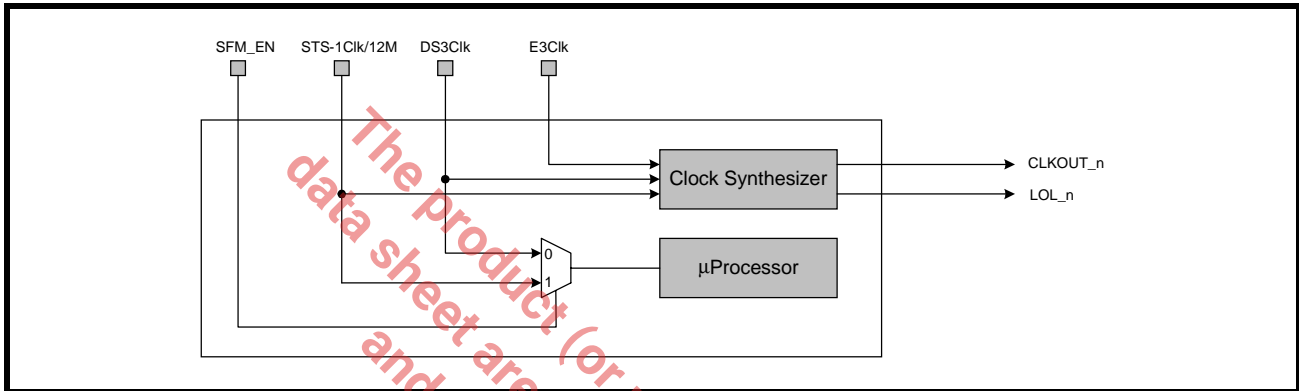 SFM_EN STS-1Clk/12M DS3Clk E3Clk
Clock Synthesizer
CLKOUT_n
LOL_n
0
1
µProcessor
The product (or
data sheet are
and